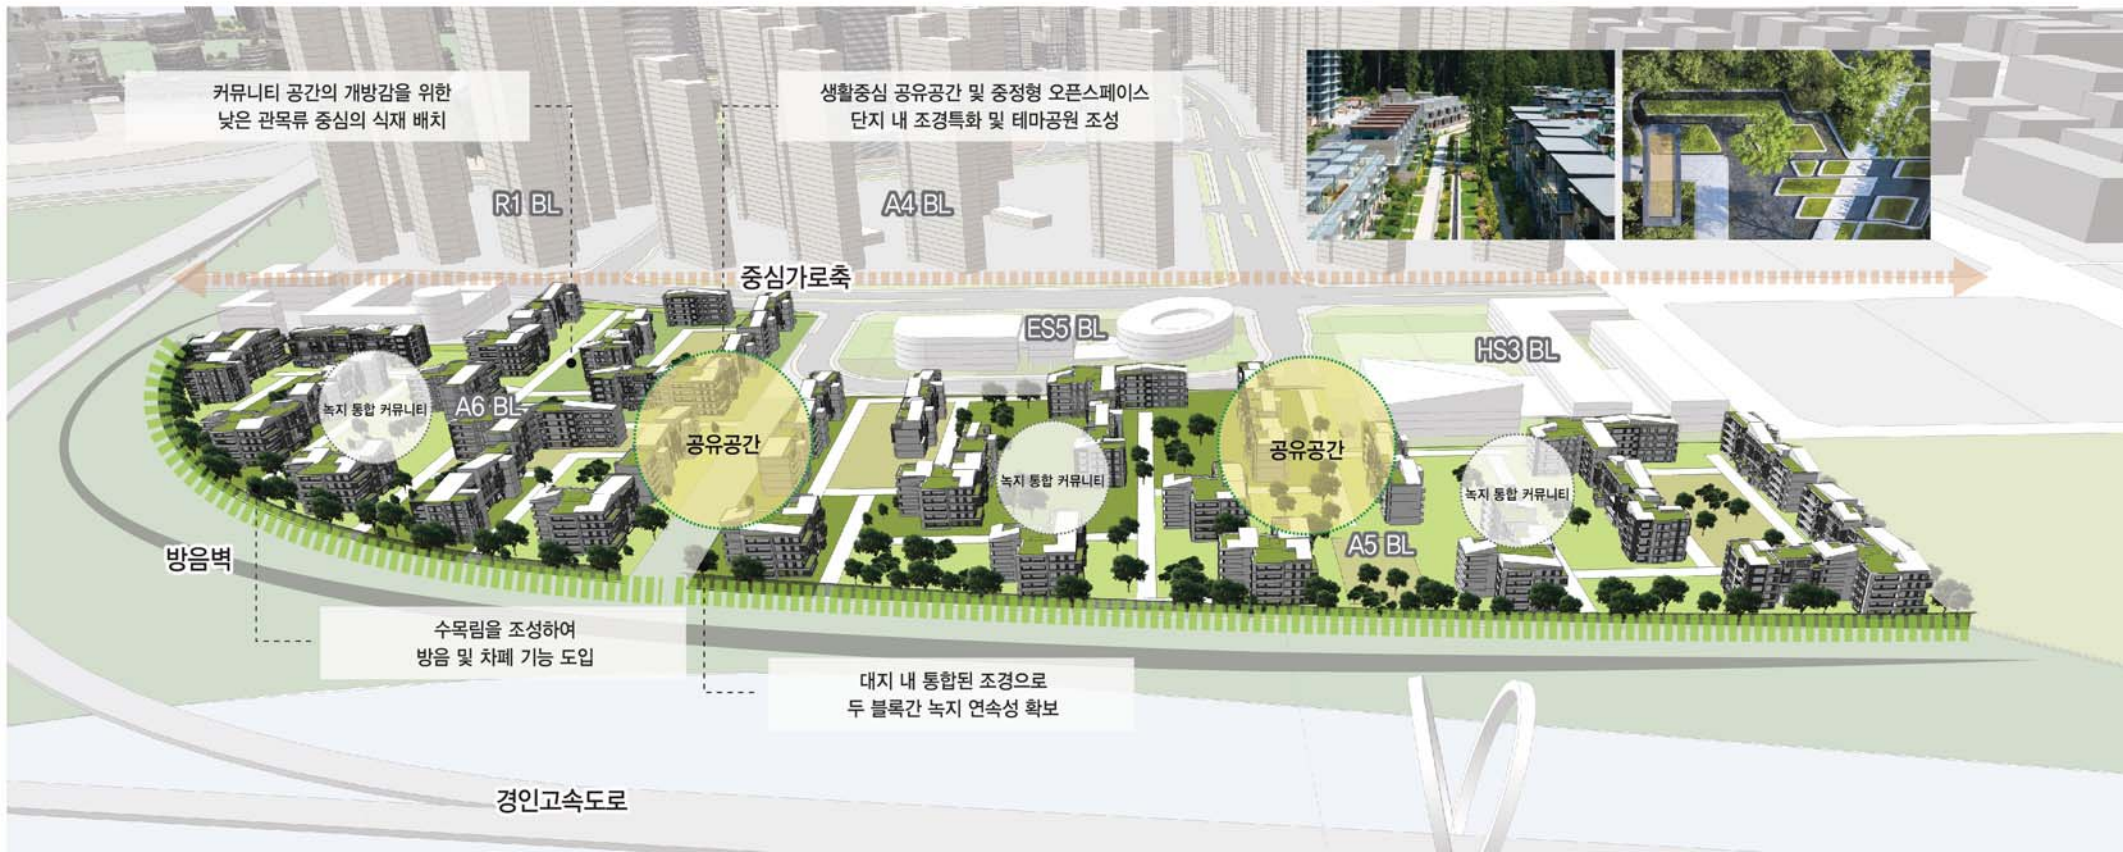 커뮤니티 공간의 개방감을 위한
낮은 관목류 중심의 식재 배치
생활중심 공유공간 및 중정형 오픈스페이스
단지 내 조경특화 및 테마공원 조성
R1 BL
A4 BL
중심가로축
ES5 BL
HS3 BL
녹지 통합 커뮤니티
A6 BL
공유공간
녹지 통합 커뮤니티
공유공간
녹지 통합 커뮤니티
A5 BL
방음벽
수목림을 조성하여
방음 및 차폐 기능 도입
대지 내 통합된 조경으로
두 블록간 녹지 연속성 확보
경인고속도로